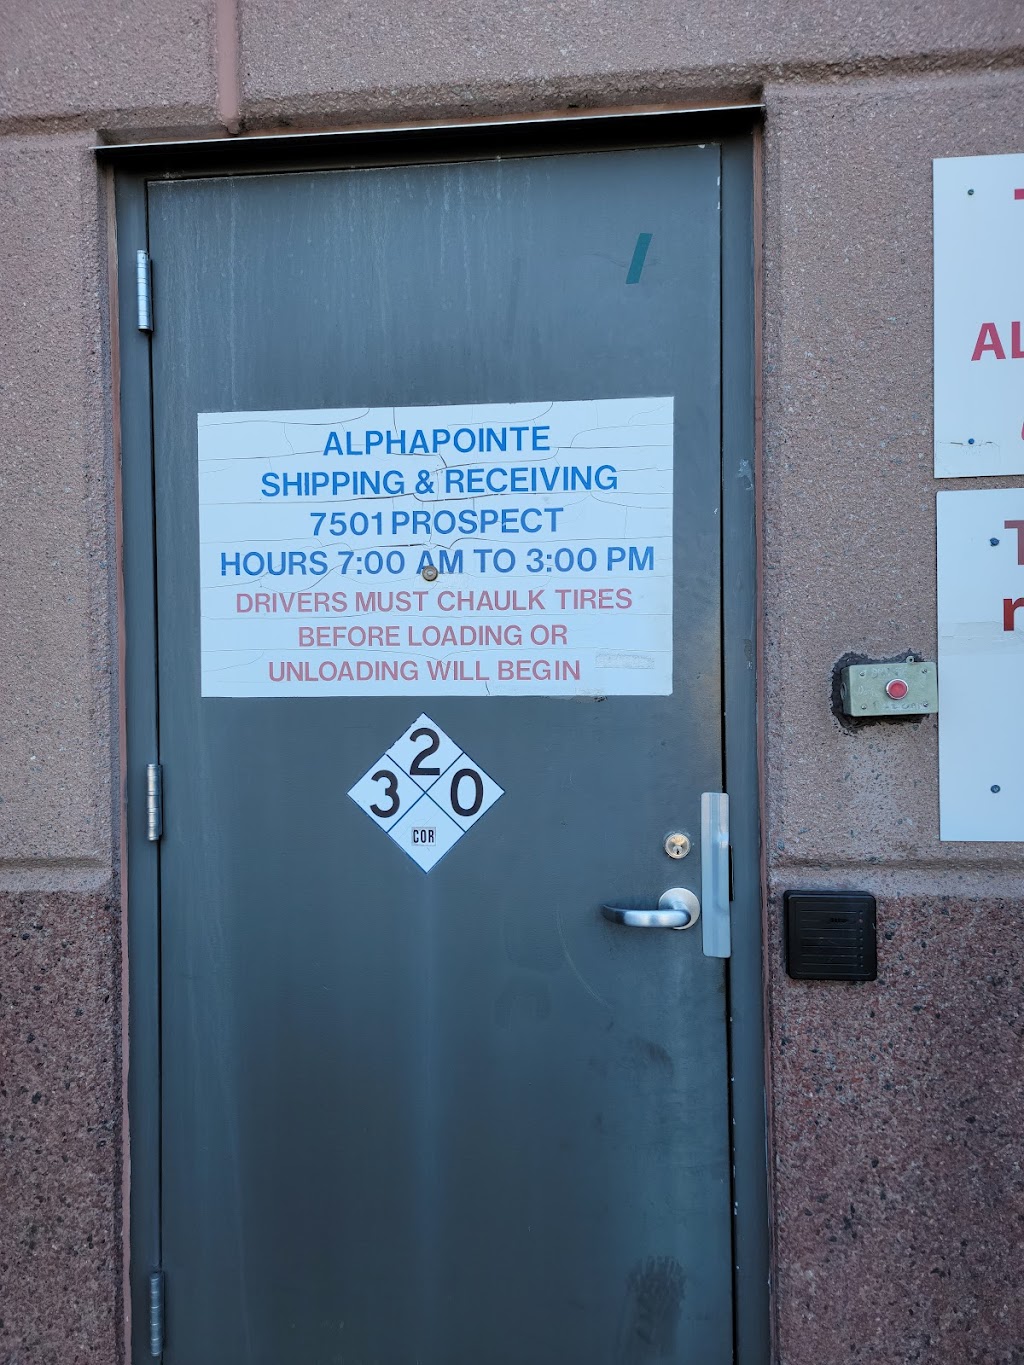 ALPHAPOINTE
SHIPPING & RECEIVING
7501 PROSPECT
HOURS 7:00 AM TO 3:00 PM
DRIVERS MUST CHAULK TIRES
BEFORE LOADING OR
UNLOADING WILL BEGIN
2
3 0
COR